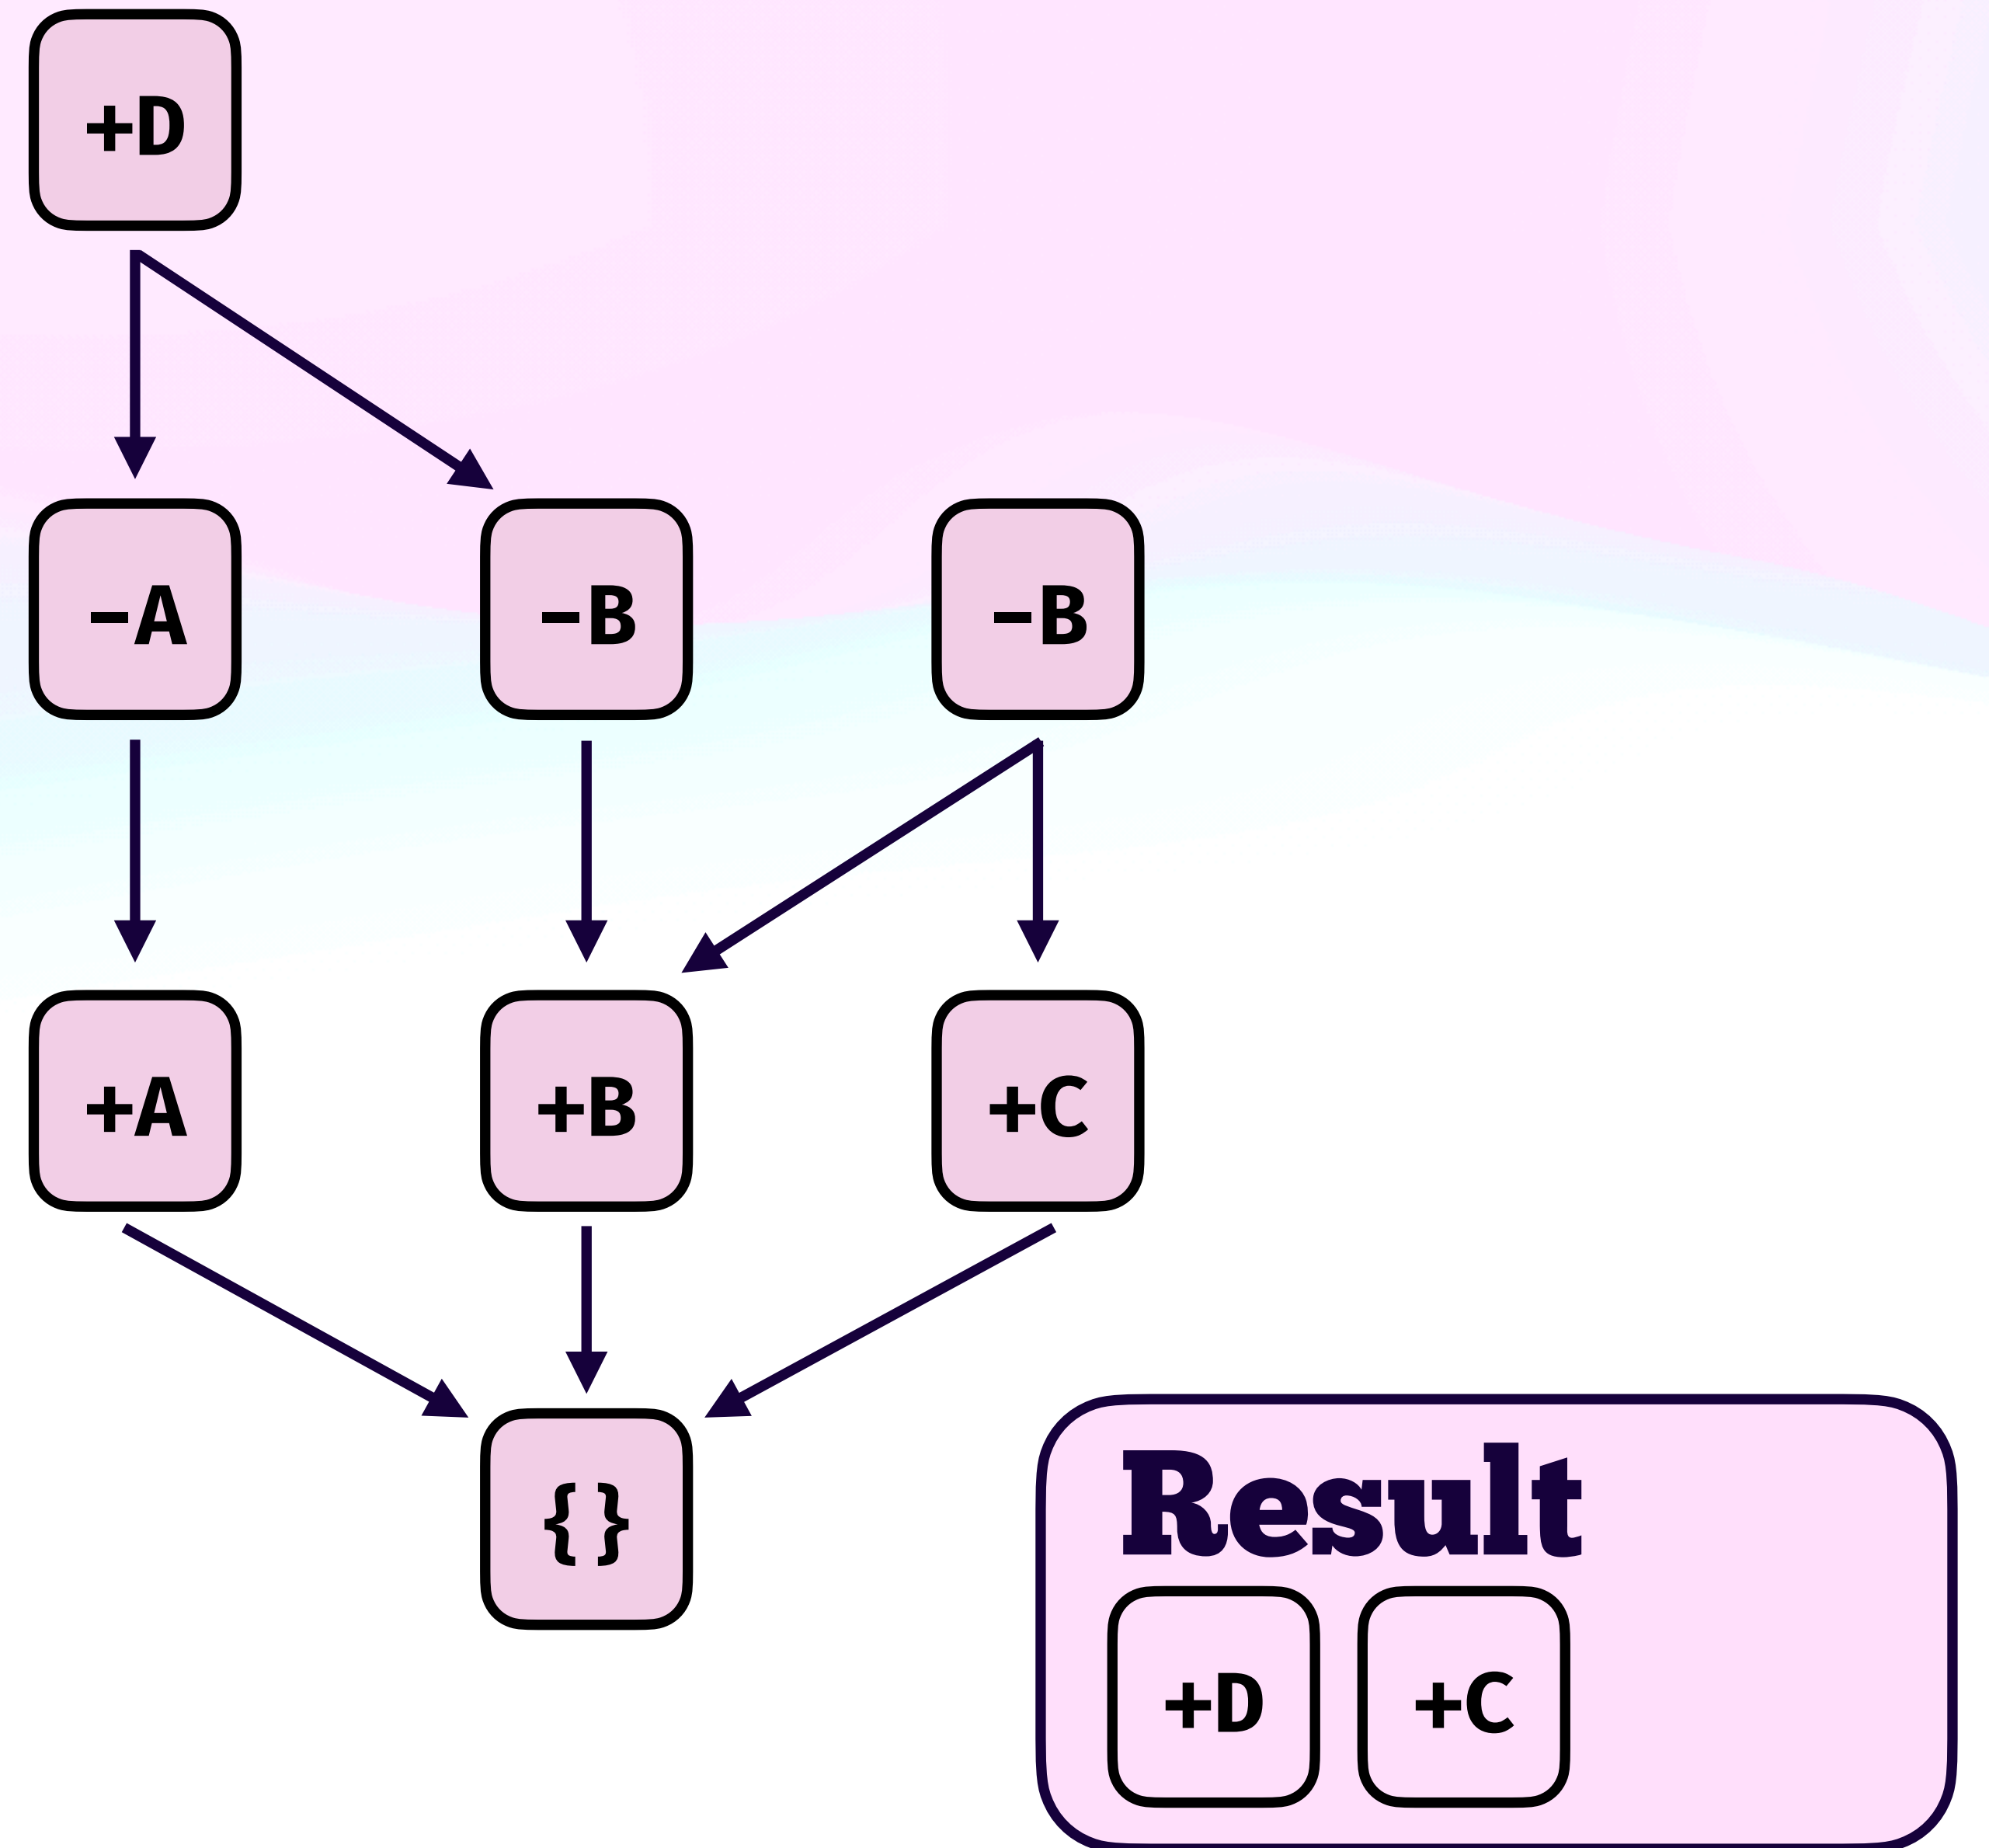 +D
-A
-B
-B
+A
+B
+C
{}
Result
+D
+C